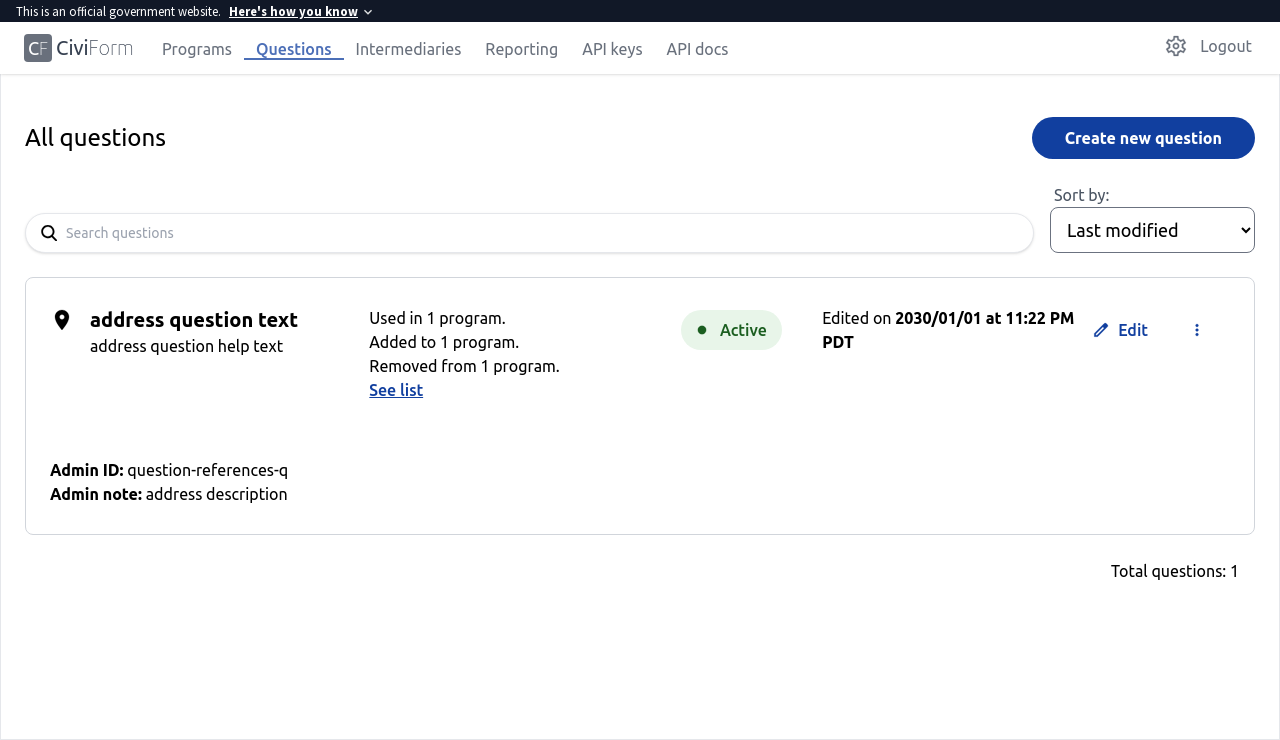 This is an official government website. Here's how you know
CF CiviForm Programs Questions Intermediaries Reporting API keys API docs Logout
All questions
Create new question
Sort by:
Search questions
Last modified
address question text
address question help text
Used in 1 program.
Added to 1 program.
Removed from 1 program.
See list
Active
Edited on 2030/01/01 at 11:22 PM
PDT
Edit
Admin ID: question-references-q
Admin note: address description
Total questions: 1